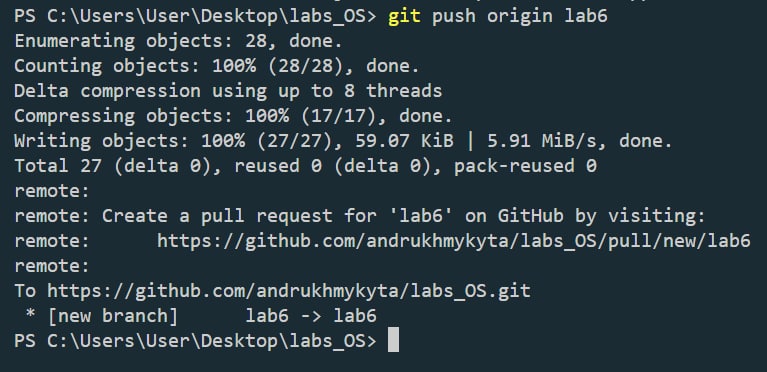 PS C:\Users\User\Desktop\labs_OS> git push origin lab6
Enumerating objects: 28, done.
Counting objects: 100% (28/28), done.
Delta compression using up to 8 threads
Compressing objects: 100% (17/17), done.
Writing objects: 100% (27/27), 59.07 KiB | 5.91 MiB/s, done.
Total 27 (delta 0), reused 0 (delta 0), pack-reused 0
remote:
remote: Create a pull request for 'lab6' on GitHub by visiting:
remote:      https://github.com/andrukhmykyta/labs_OS/pull/new/lab6
remote:
To https://github.com/andrukhmykyta/labs_OS.git
 * [new branch]      lab6 -> lab6
PS C:\Users\User\Desktop\labs_OS>